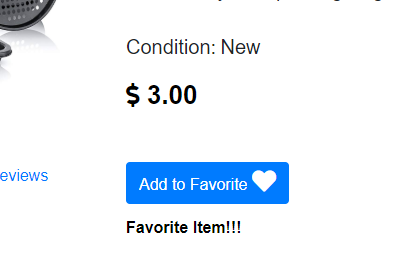 Condition: New
$ 3.00
eviews
Add to Favorite
Favorite Item!!!